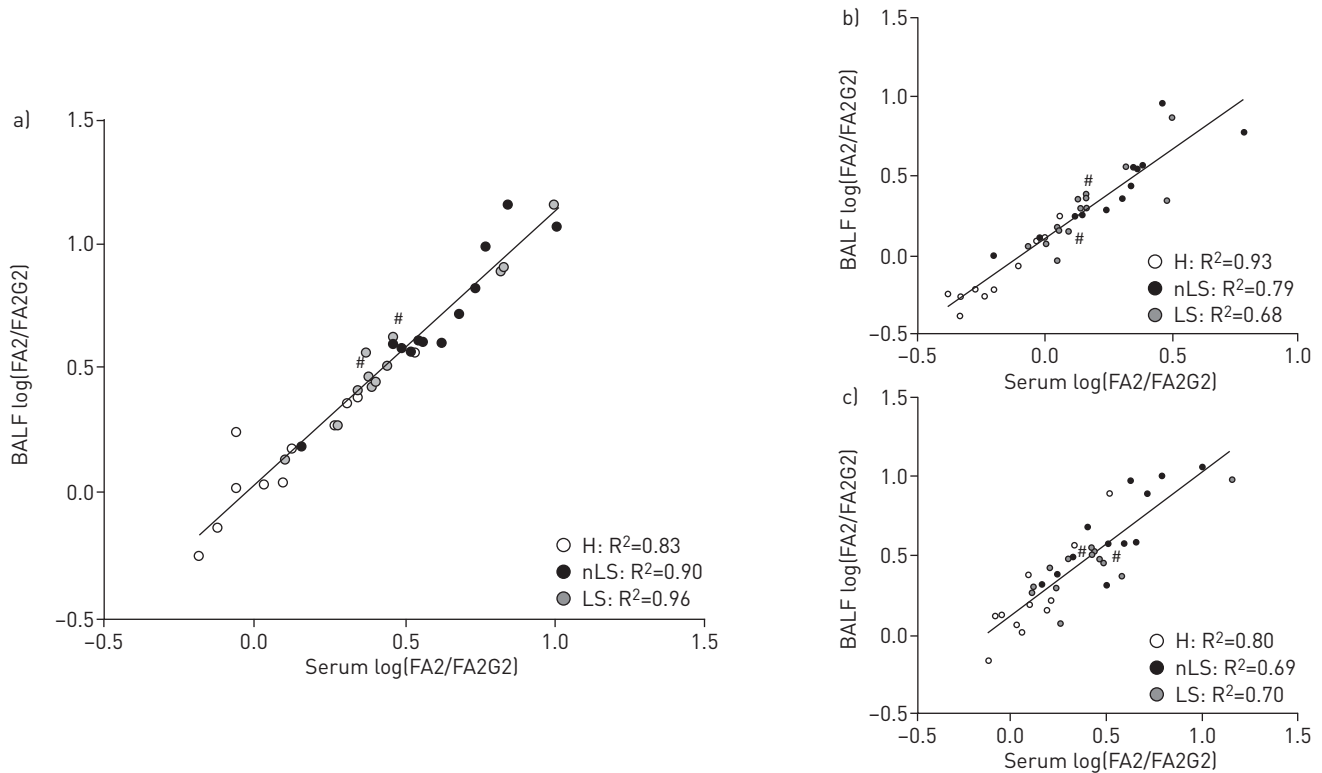 a)
1.5
1.0
0.5
0.0
−0.5
−0.5
0.0
0.5
1.0
1.5
BALF log(FA2/FA2G2)
Serum log(FA2/FA2G2)
#
#
H: R²=0.83
nLS: R²=0.90
LS: R²=0.96
b)
1.5
1.0
0.5
0.0
−0.5
−0.5
0.0
0.5
1.0
BALF log(FA2/FA2G2)
Serum log(FA2/FA2G2)
#
#
H: R²=0.93
nLS: R²=0.79
LS: R²=0.68
c)
1.5
1.0
0.5
0.0
−0.5
−0.5
0.0
0.5
1.0
1.5
BALF log(FA2/FA2G2)
Serum log(FA2/FA2G2)
#
#
H: R²=0.80
nLS: R²=0.69
LS: R²=0.70